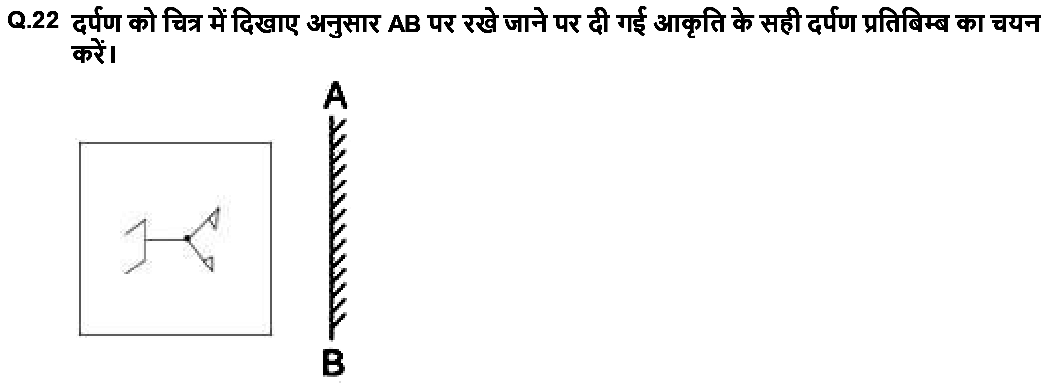 Q.22 दर्पण को चित्र में दिखाए अनुसार AB पर रखे जाने पर दी गई आकृति के सही दर्पण प्रतिबिम्ब का चयन
करें।
A
B